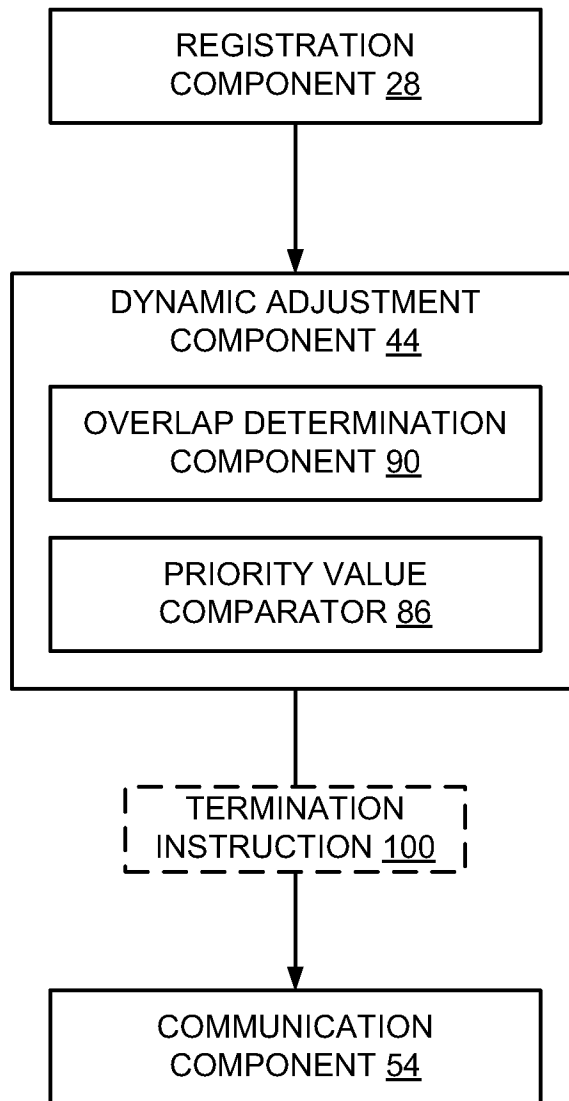 REGISTRATION
COMPONENT 28
DYNAMIC ADJUSTMENT
COMPONENT 44
OVERLAP DETERMINATION
COMPONENT 90
PRIORITY VALUE
COMPARATOR 86
TERMINATION
INSTRUCTION 100
COMMUNICATION
COMPONENT 54